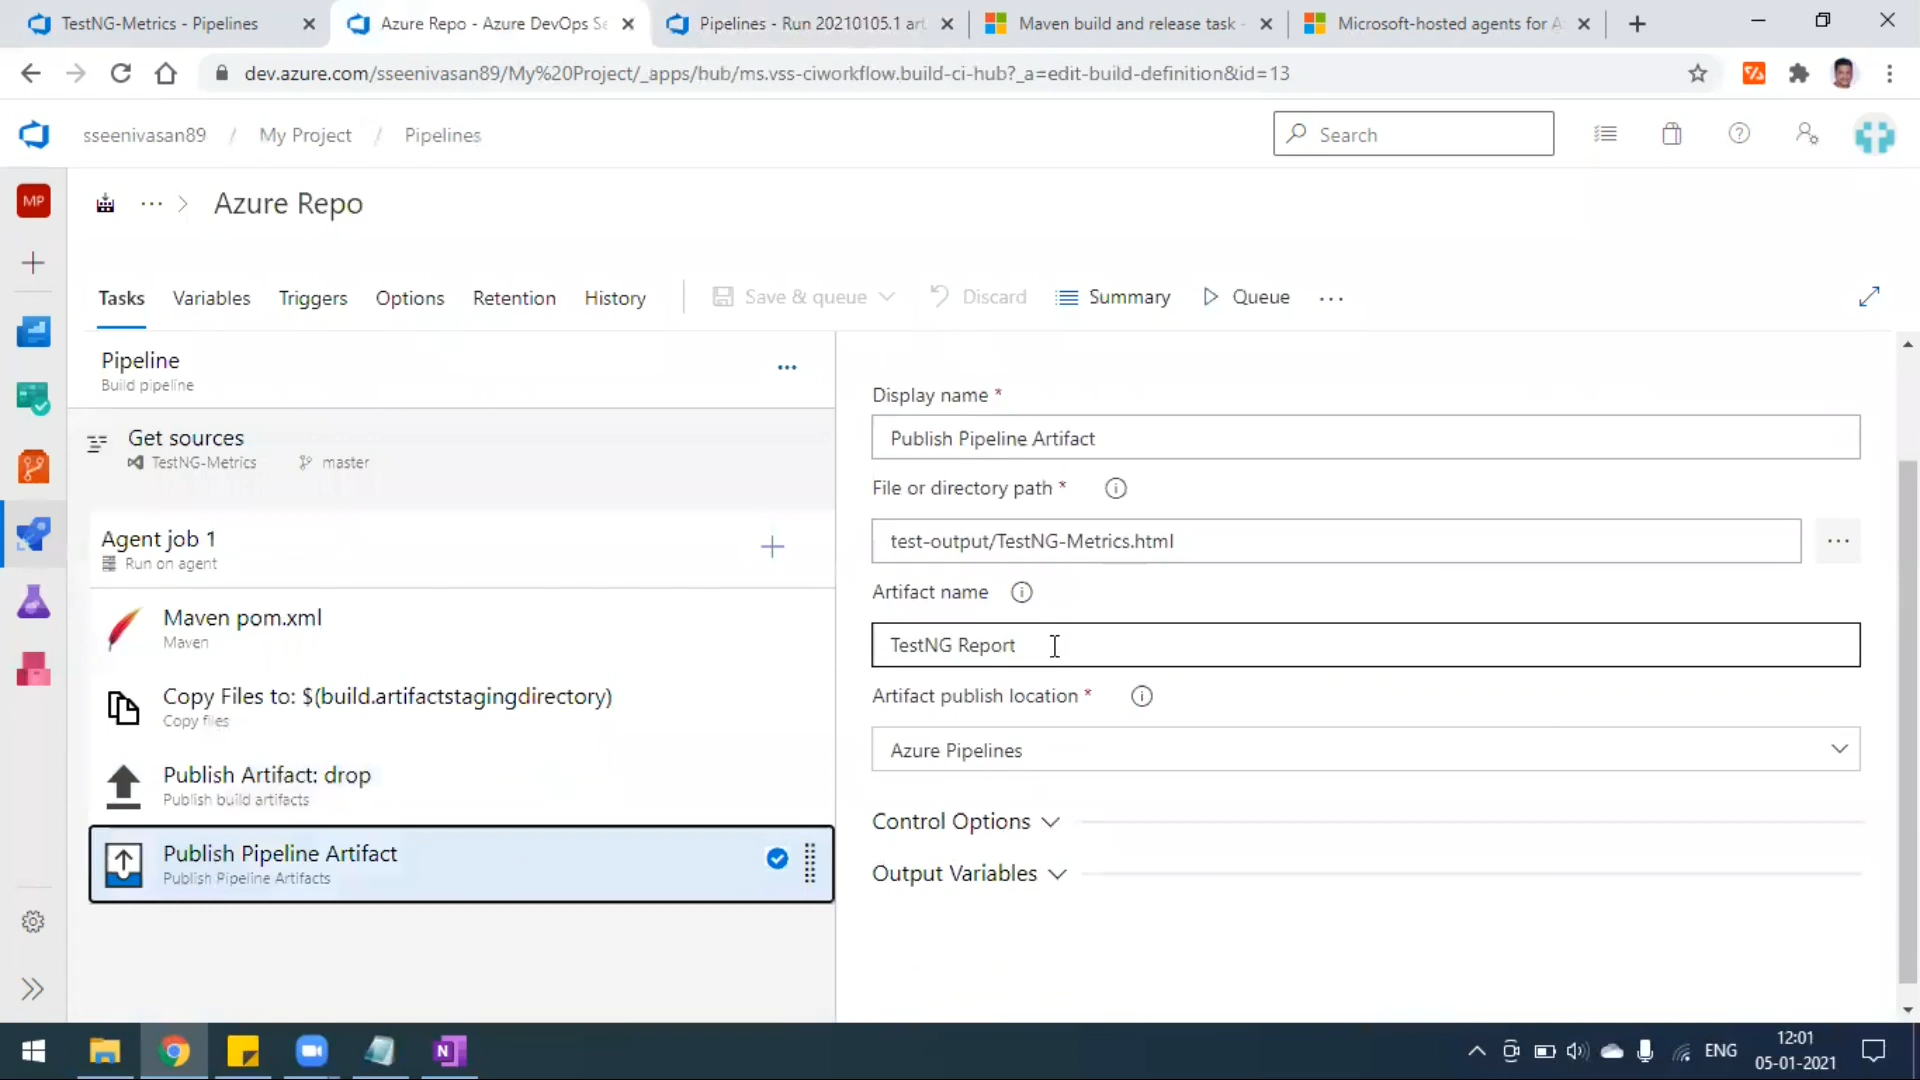 TestNG-Metrics - Pipelines
Azure Repo - Azure DevOps Se
Pipelines - Run 20210105.1 art
Maven build and release task -
Microsoft-hosted agents for A
dev.azure.com/sseenivasan89/My%20Project/_apps/hub/ms.vss-ciworkflow.build-ci-hub?_a=edit-build-definition&id=13
sseenivasan89 / My Project / Pipelines
Search
MP
... > Azure Repo
Tasks Variables Triggers Options Retention History
Save & queue Discard Summary Queue ...
Pipeline
Build pipeline
Get sources
TestNG-Metrics master
Agent job 1
Run on agent
Maven pom.xml
Maven
Copy Files to: $(build.artifactstagingdirectory)
Copy files
Publish Artifact: drop
Publish build artifacts
Publish Pipeline Artifact
Publish Pipeline Artifacts
Display name *
Publish Pipeline Artifact
File or directory path *
test-output/TestNG-Metrics.html
Artifact name
TestNG Report
Artifact publish location *
Azure Pipelines
Control Options
Output Variables
N
ENG
12:01
05-01-2021